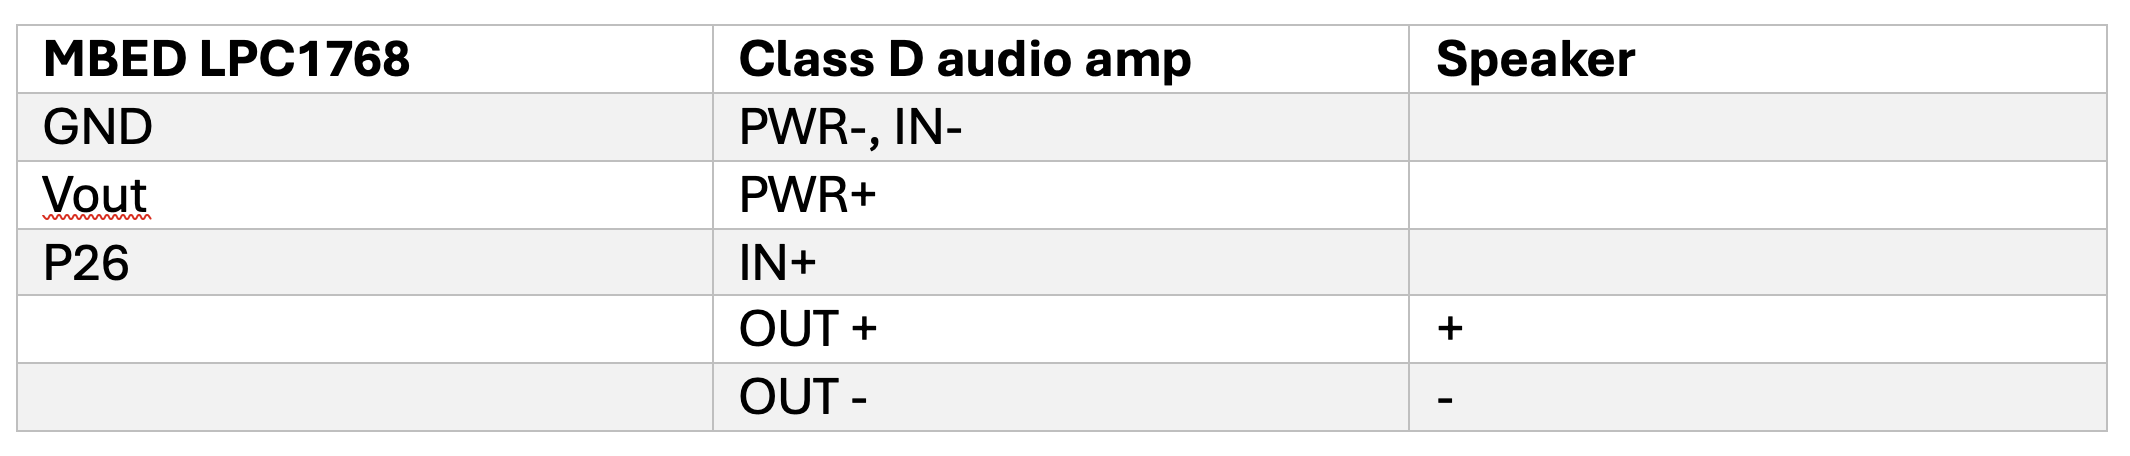 MBED LPC1768 Class D audio amp Speaker
GND PWR-, IN-
Vout PWR+
P26 IN+
OUT + +
OUT - -